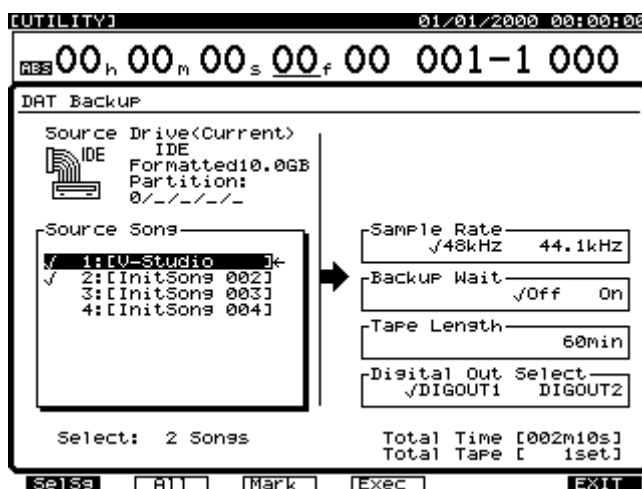 [UTILITY] 01/01/2000 00:00:00
ABS 00h 00m 00s 00f 00 001-1 000
DAT Backup
Source Drive(Current)
IDE IDE
Formatted10.0GB
Partition:
0/_/_/_/_
Source Song
√ 1:[V-Studio ]←
√ 2:[InitSong 002]
3:[InitSong 003]
4:[InitSong 004]
Select: 2 Songs
Sample Rate
√48kHz 44.1kHz
Backup Wait
√Off On
Tape Length
60min
Digital Out Select
√DIGOUT1 DIGOUT2
Total Time [002m10s]
Total Tape [ 1set]
SelSg All Mark Exec EXIT